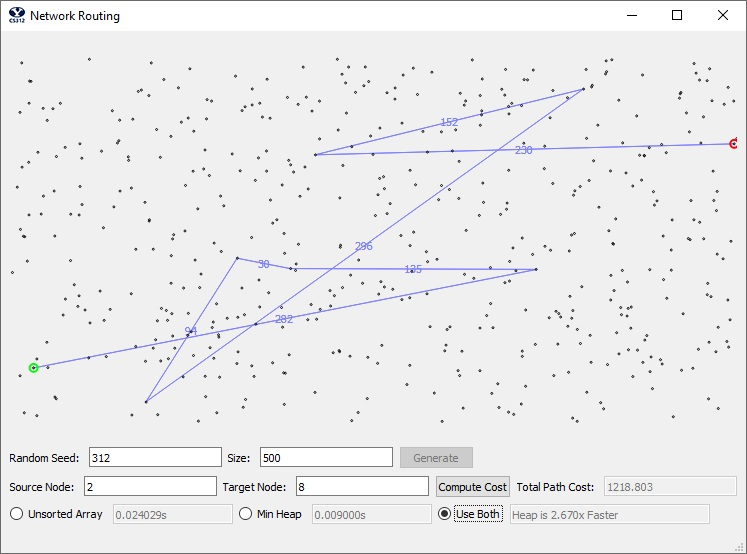 CS312 Network Routing
152
230
296
30
135
282
94
Random Seed: 312 Size: 500 Generate
Source Node: 2 Target Node: 8 Compute Cost Total Path Cost: 1218.803
Unsorted Array 0.024029s Min Heap 0.009000s Use Both Heap is 2.670x Faster